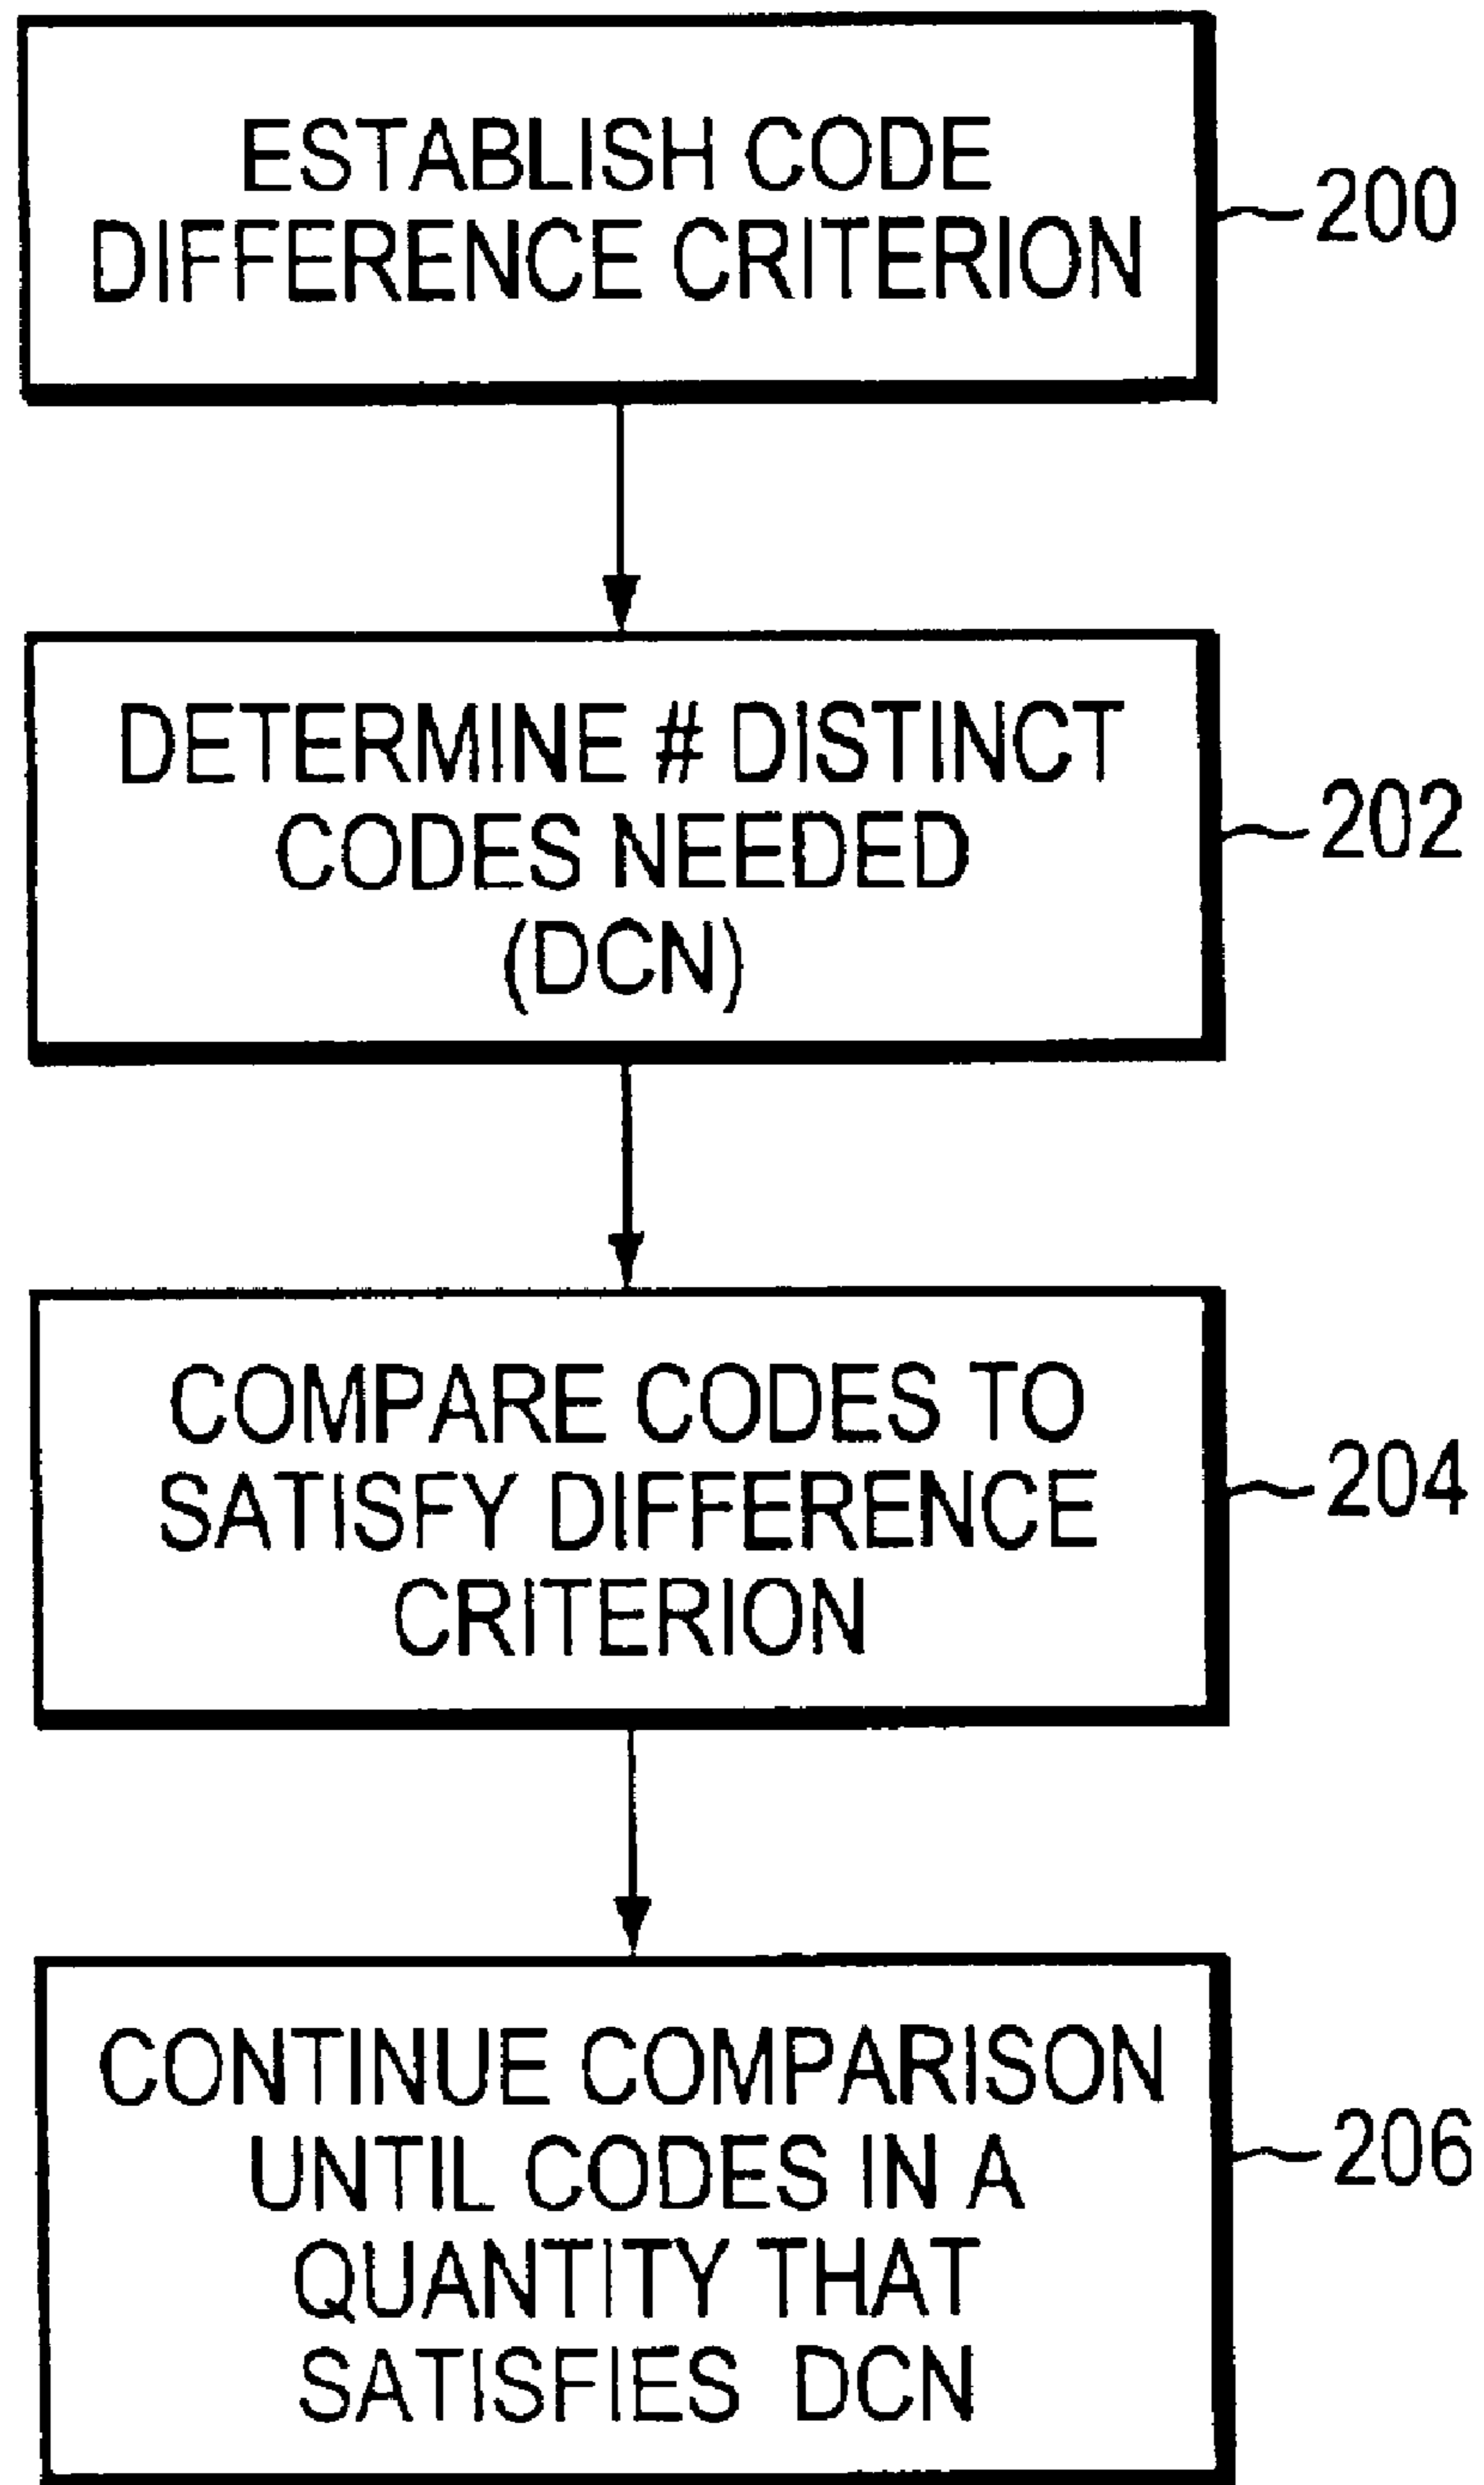 ESTABLISH CODE
DIFFERENCE CRITERION
200
DETERMINE # DISTINCT
CODES NEEDED
(DCN)
202
COMPARE CODES TO
SATISFY DIFFERENCE
CRITERION
204
CONTINUE COMPARISON
UNTIL CODES IN A
QUANTITY THAT
SATISFIES DCN
206